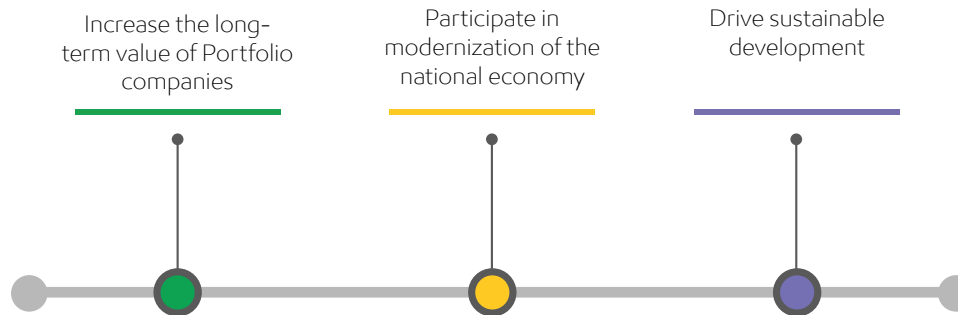 Increase the long-
term value of Portfolio
companies
Participate in
modernization of the
national economy
Drive sustainable
development